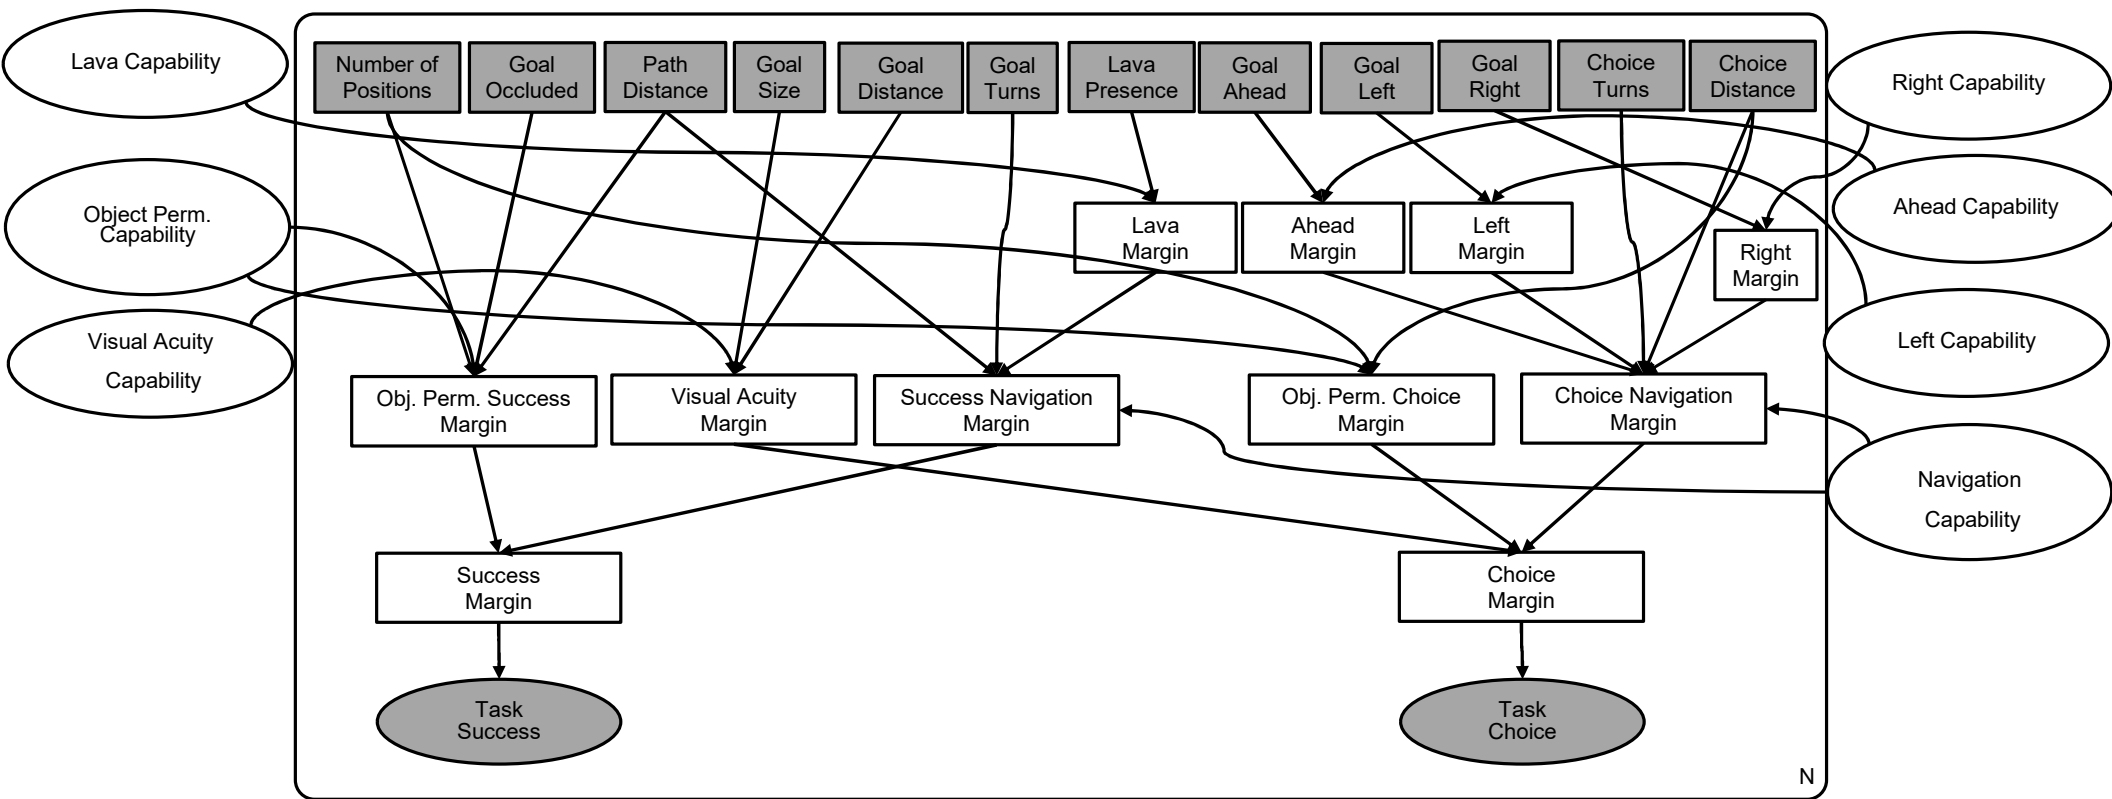 Lava Capability
Number of
Positions
Goal
Occluded
Path
Distance
Goal
Size
Goal
Distance
Goal
Turns
Lava
Presence
Goal
Ahead
Goal
Left
Goal
Right
Choice
Turns
Choice
Distance
Right Capability
Object Perm.
Capability
Lava
Margin
Ahead
Margin
Left
Margin
Right
Margin
Ahead Capability
Visual Acuity
Capability
Left Capability
Obj. Perm. Success
Margin
Visual Acuity
Margin
Success Navigation
Margin
Obj. Perm. Choice
Margin
Choice Navigation
Margin
Navigation
Capability
Success
Margin
Choice
Margin
Task
Success
Task
Choice
N